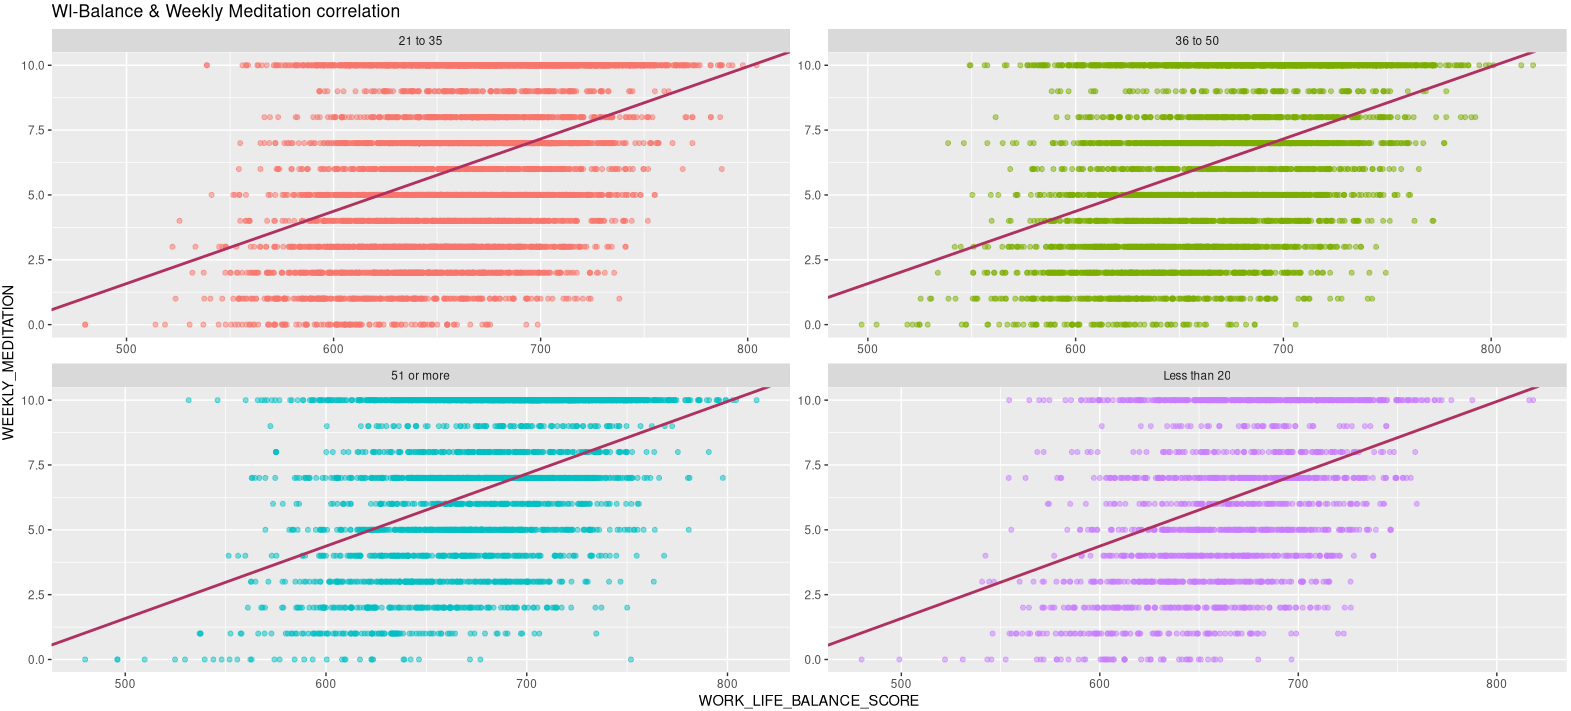 Wl-Balance & Weekly Meditation correlation
21 to 35
36 to 50
10.0
7.5
5.0
2.5
0.0
500 600 700 800
10.0
7.5
5.0
2.5
0.0
500 600 700 800
51 or more
Less than 20
10.0
7.5
5.0
2.5
0.0
500 600 700 800
10.0
7.5
5.0
2.5
0.0
500 600 700 800
WEEKLY_MEDITATION
WORK_LIFE_BALANCE_SCORE